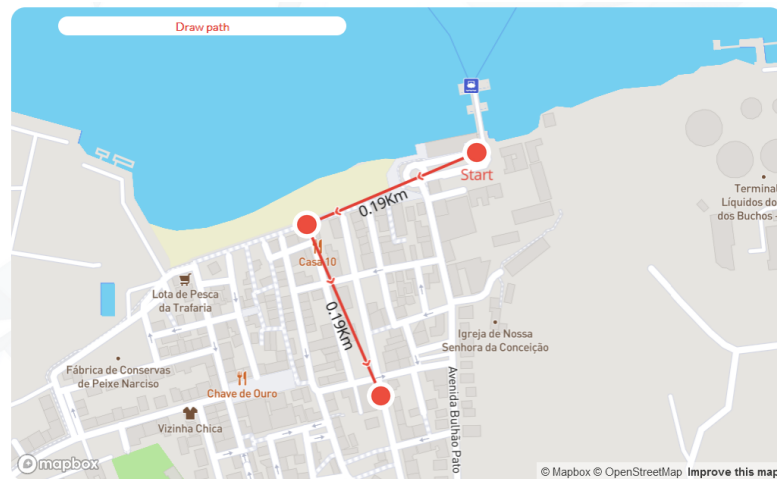 Draw path
Start
0.19Km
Casa 10
Terminal
Líquidos do
dos Buchos -
Lota de Pesca
da Trafaria
0.19Km
Igreja de Nossa
Senhora da Conceição
Fábrica de Conservas
de Peixe Narciso
Chave de Ouro
Avenida Bulhão Pato
Vizinha Chica
mapbox
© Mapbox © OpenStreetMap Improve this map